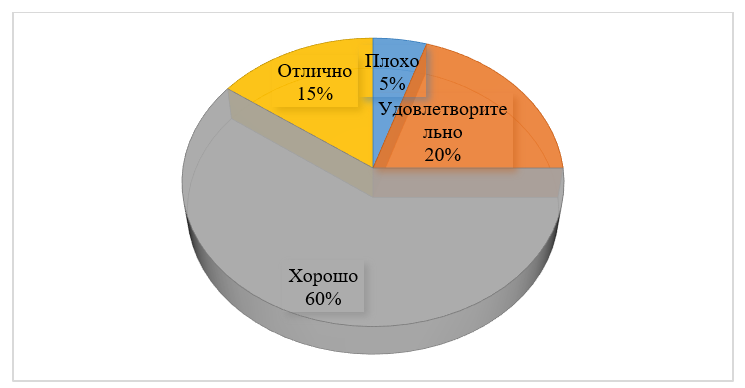 Плохо
5%
Удовлетворите
льно
20%
Хорошо
60%
Отлично
15%